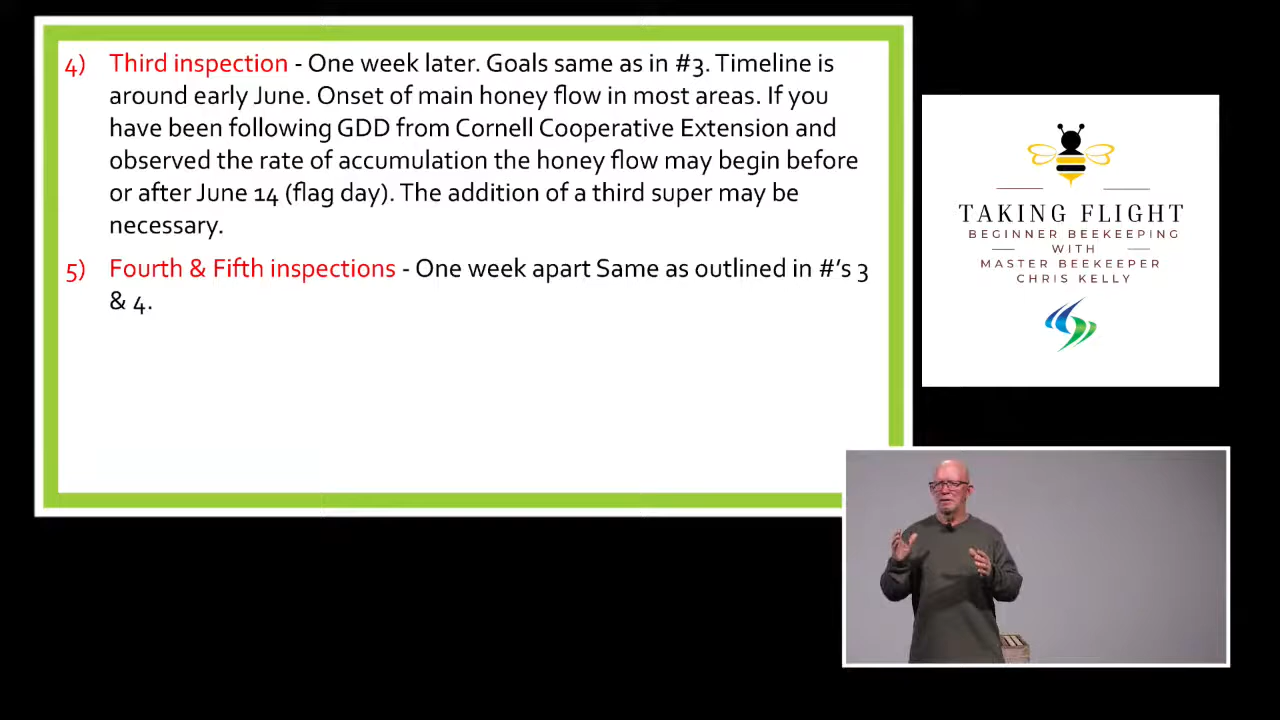 4) Third inspection - One week later. Goals same as in #3. Timeline is
around early June. Onset of main honey flow in most areas. If you
have been following GDD from Cornell Cooperative Extension and
observed the rate of accumulation the honey flow may begin before
or after June 14 (flag day). The addition of a third super may be
necessary.
5) Fourth & Fifth inspections - One week apart Same as outlined in #'s 3
& 4.
TAKING FLIGHT
BEGINNER BEEKEEPING
WITH
MASTER BEEKEEPER
CHRIS KELLY